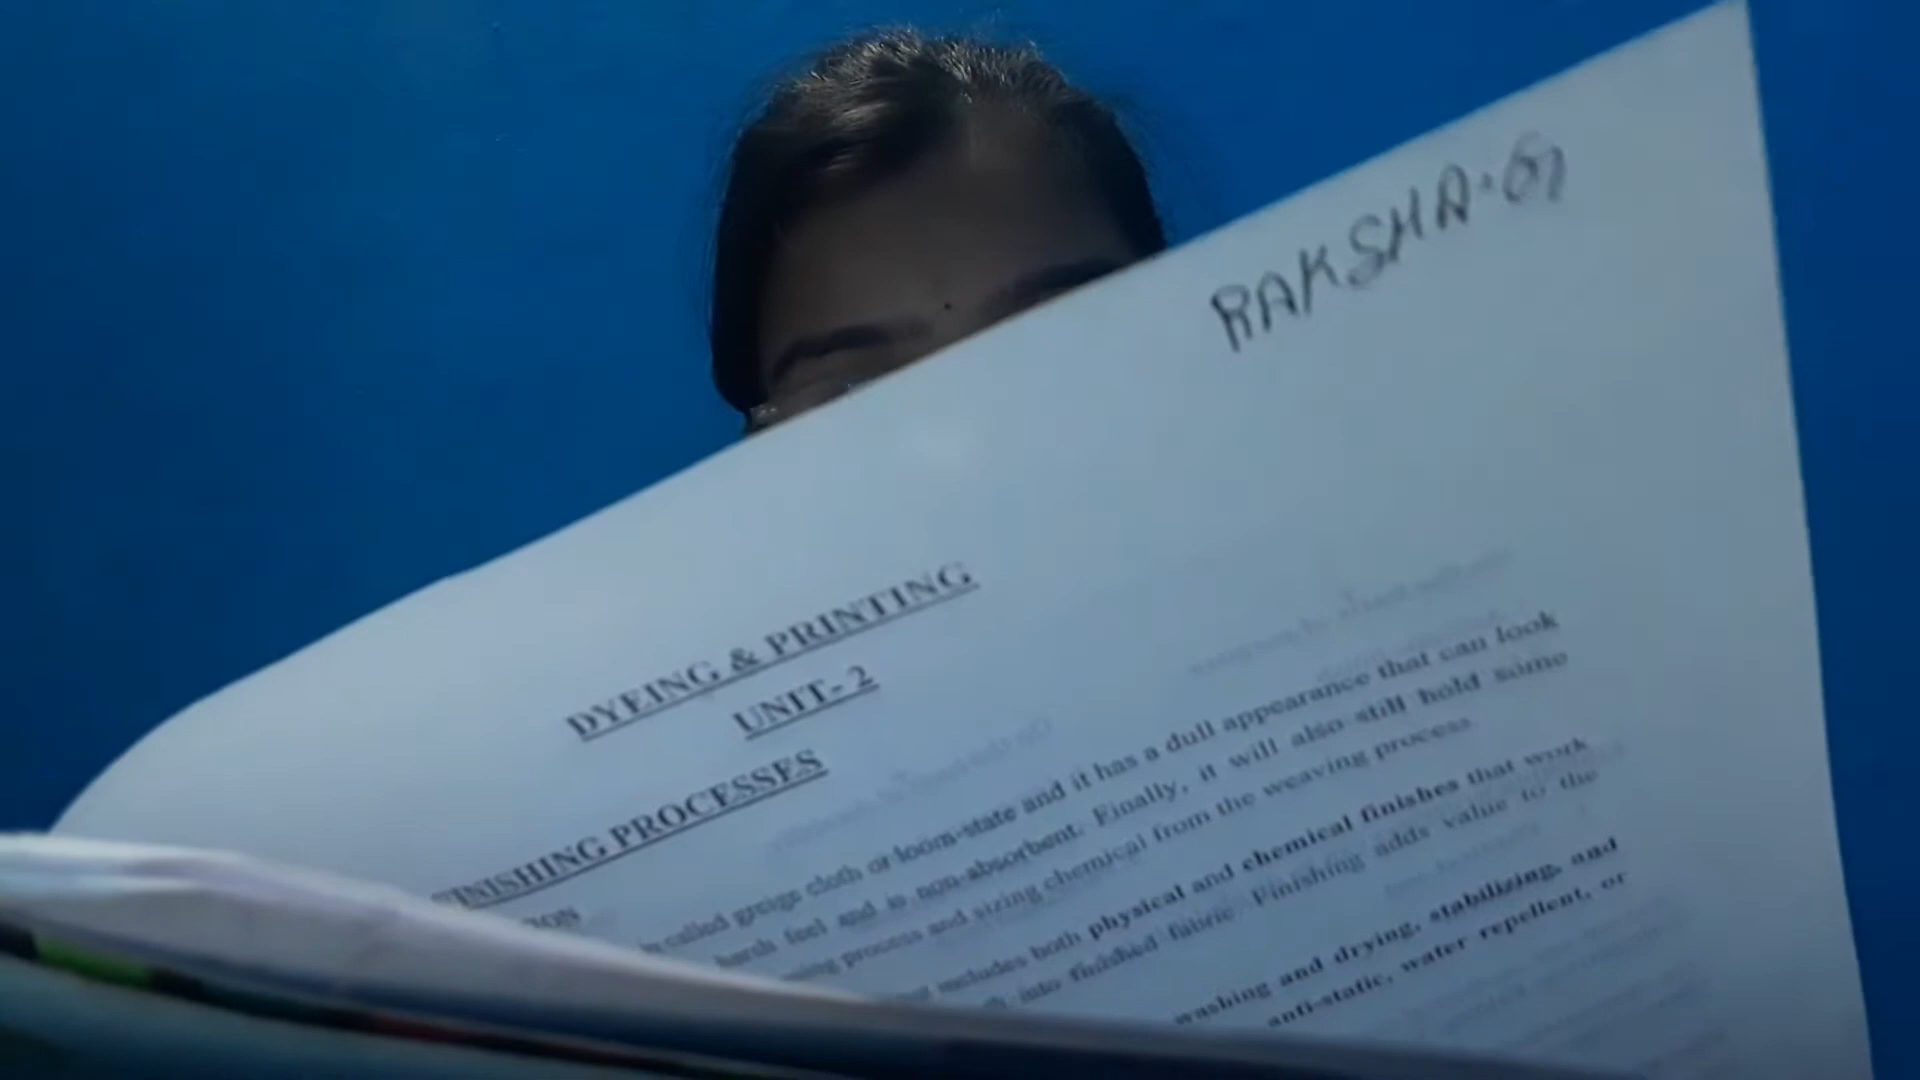 RAKSHA.G
DYEING & PRINTING
UNIT- 2
FINISHING PROCESSES
is called greige cloth or loom-state and it has a dull appearance that can look
harsh feel and is non-absorbent. Finally, it will also still hold some
process and sizing chemical from the weaving process.
includes both physical and chemical finishes that work
into finished fabric. Finishing adds value to the
washing and drying, stabilizing, and
anti-static, water repellent, or